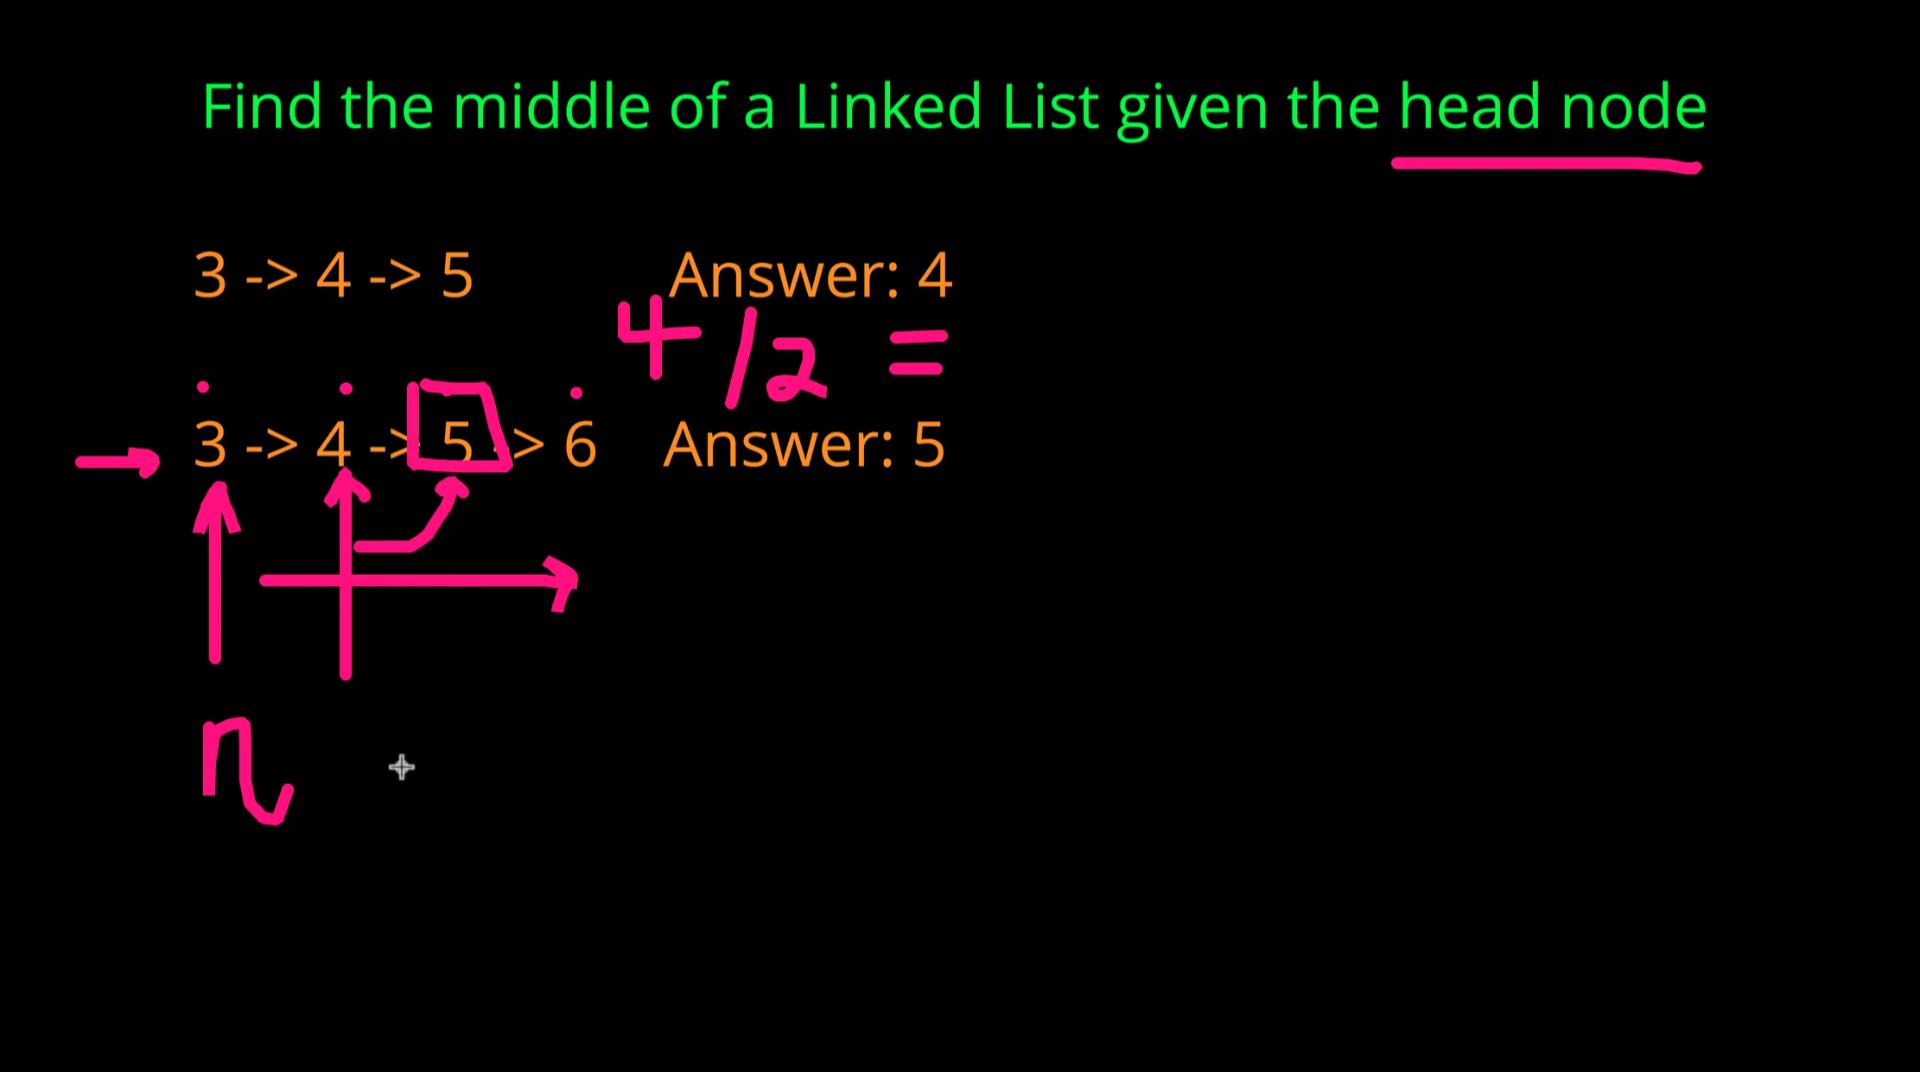 Find the middle of a Linked List given the head node
3 -> 4 -> 5 Answer: 4
4/2 =
3 -> 4 -> 5 -> 6 Answer: 5
n